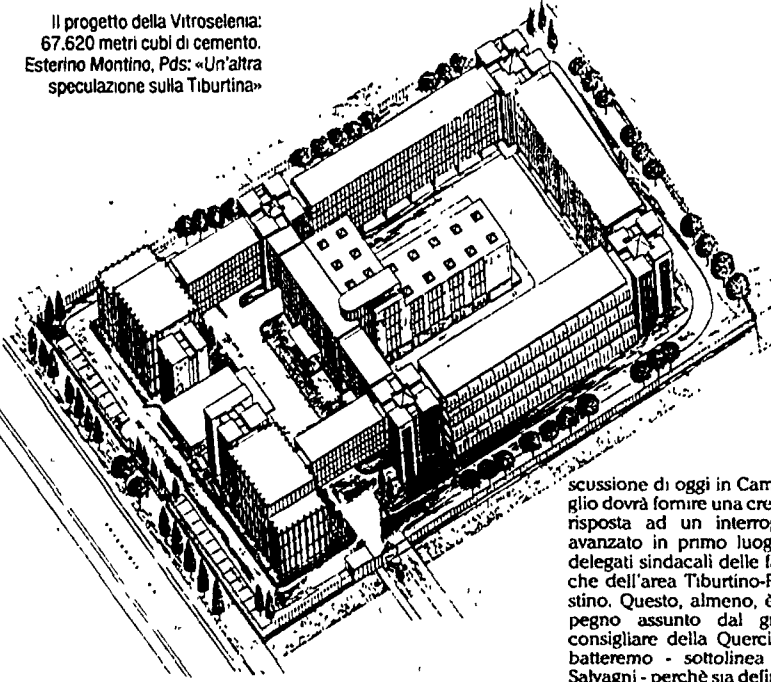 Il progetto della Vitroselenia:
67.620 metri cubi di cemento.
Esterino Montino, Pds: «Un'altra
speculazione sulla Tiburtina»
scussione di oggi in Cam
glio dovrà fornire una cre
risposta ad un interro
avanzato in primo luog
delegati sindacali delle fa
che dell'area Tiburtino-P
stino. Questo, almeno, è
pegno assunto dal gr
consigliare della Querci
batteremo - sottolinea
Salvagni - perchè sia defin